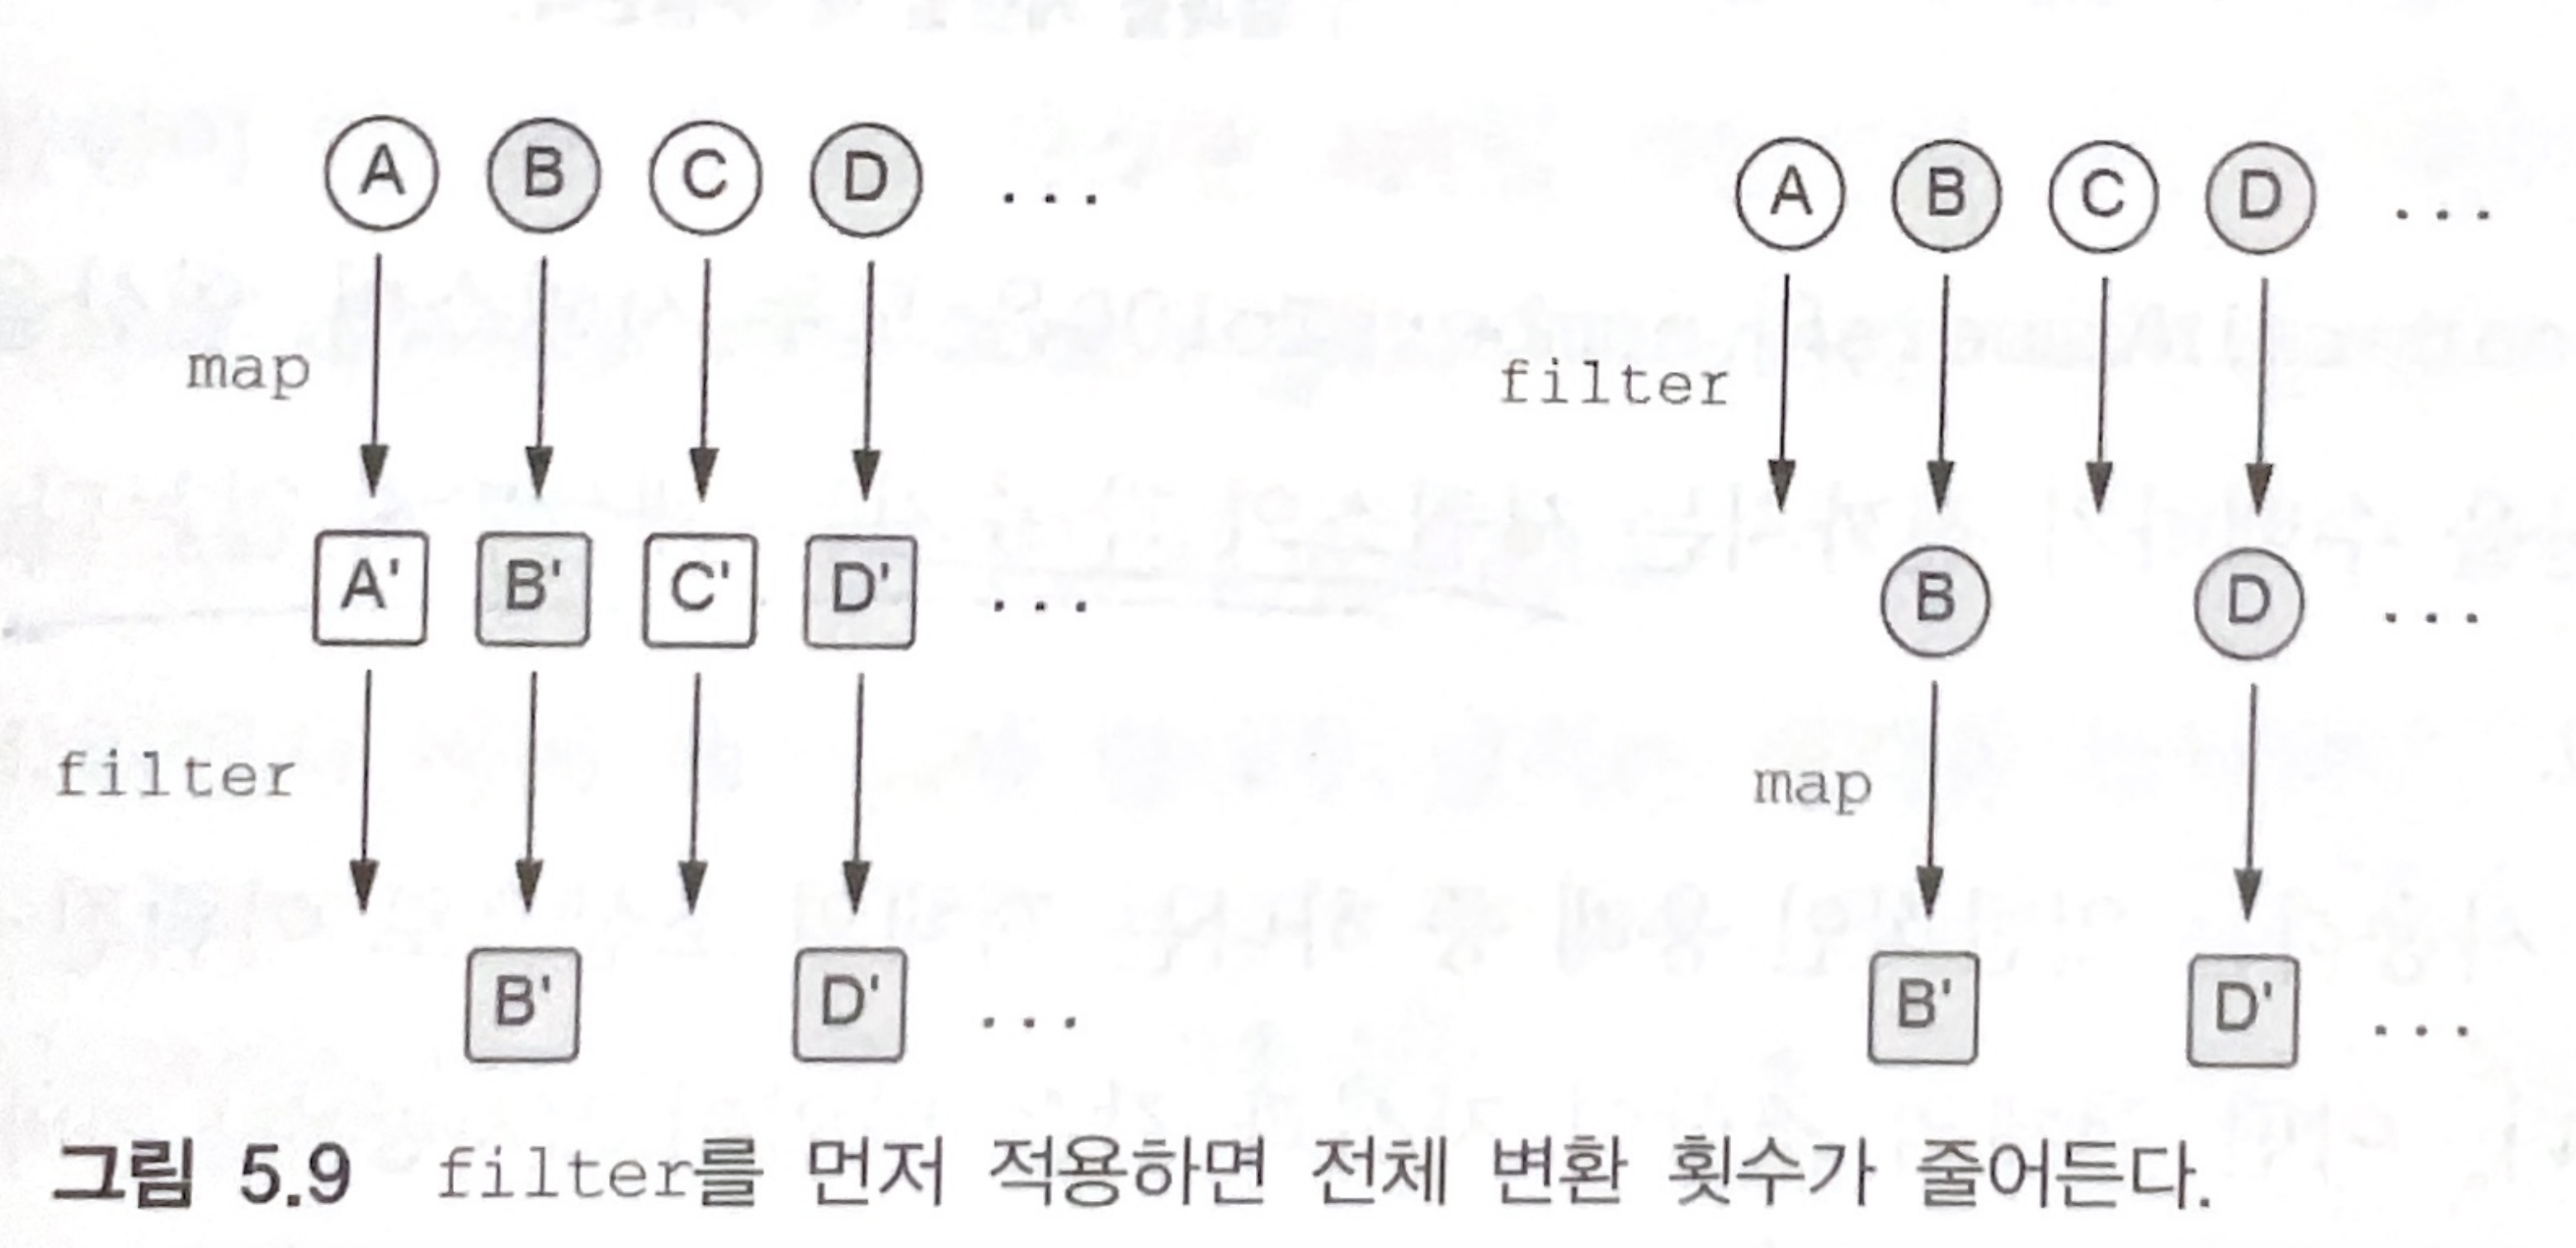 A B C D ...
map
A' B' C' D' ...
filter
B' D' ...
A B C D ...
filter
B D ...
map
B' D' ...
그림 5.9 filter를 먼저 적용하면 전체 변환 횟수가 줄어든다.